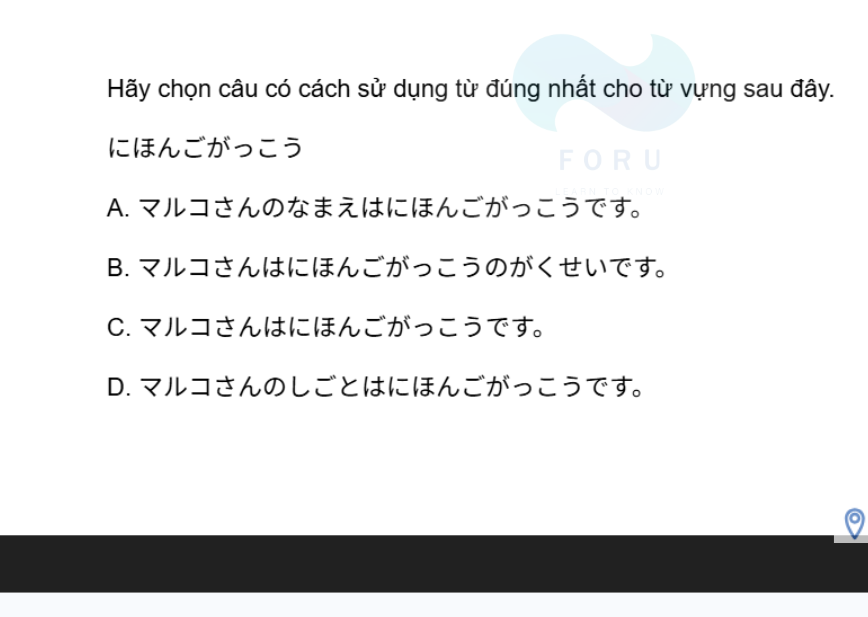 Hãy chọn câu có cách sử dụng từ đúng nhất cho từ vựng sau đây.
にほんごがっこう
FORU
LEARN TO KNOW
A. マルコさんのなまえはにほんごがっこうです。
B. マルコさんはにほんごがっこうのがくせいです。
C. マルコさんはにほんごがっこうです。
D. マルコさんのしごとはにほんごがっこうです。